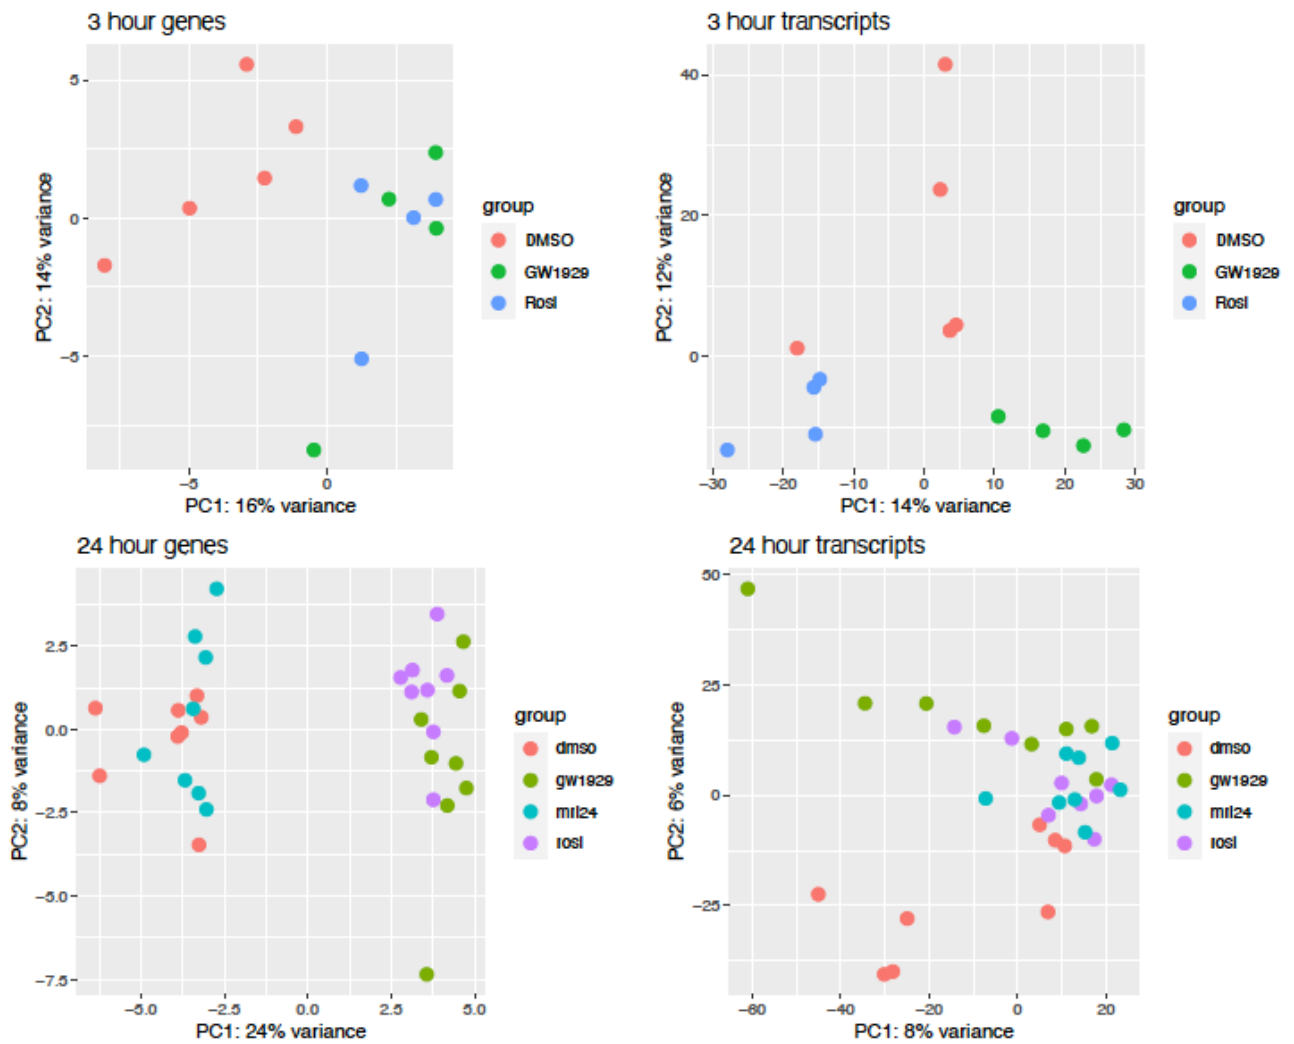 3 hour genes
5
0
−5
−5
0
PC2: 14% variance
PC1: 16% variance
group
DMSO
GW1929
Rosi
3 hour transcripts
40
20
0
−30
−20
−10
0
10
20
30
PC2: 12% variance
PC1: 14% variance
group
DMSO
GW1929
Rosi
24 hour genes
2.5
0.0
−2.5
−5.0
−7.5
−5.0
−2.5
0.0
2.5
5.0
PC2: 8% variance
PC1: 24% variance
group
dmso
gw1929
mil24
rosi
24 hour transcripts
50
25
0
−25
−60
−40
−20
0
20
PC2: 6% variance
PC1: 8% variance
group
dmso
gw1929
mil24
rosi